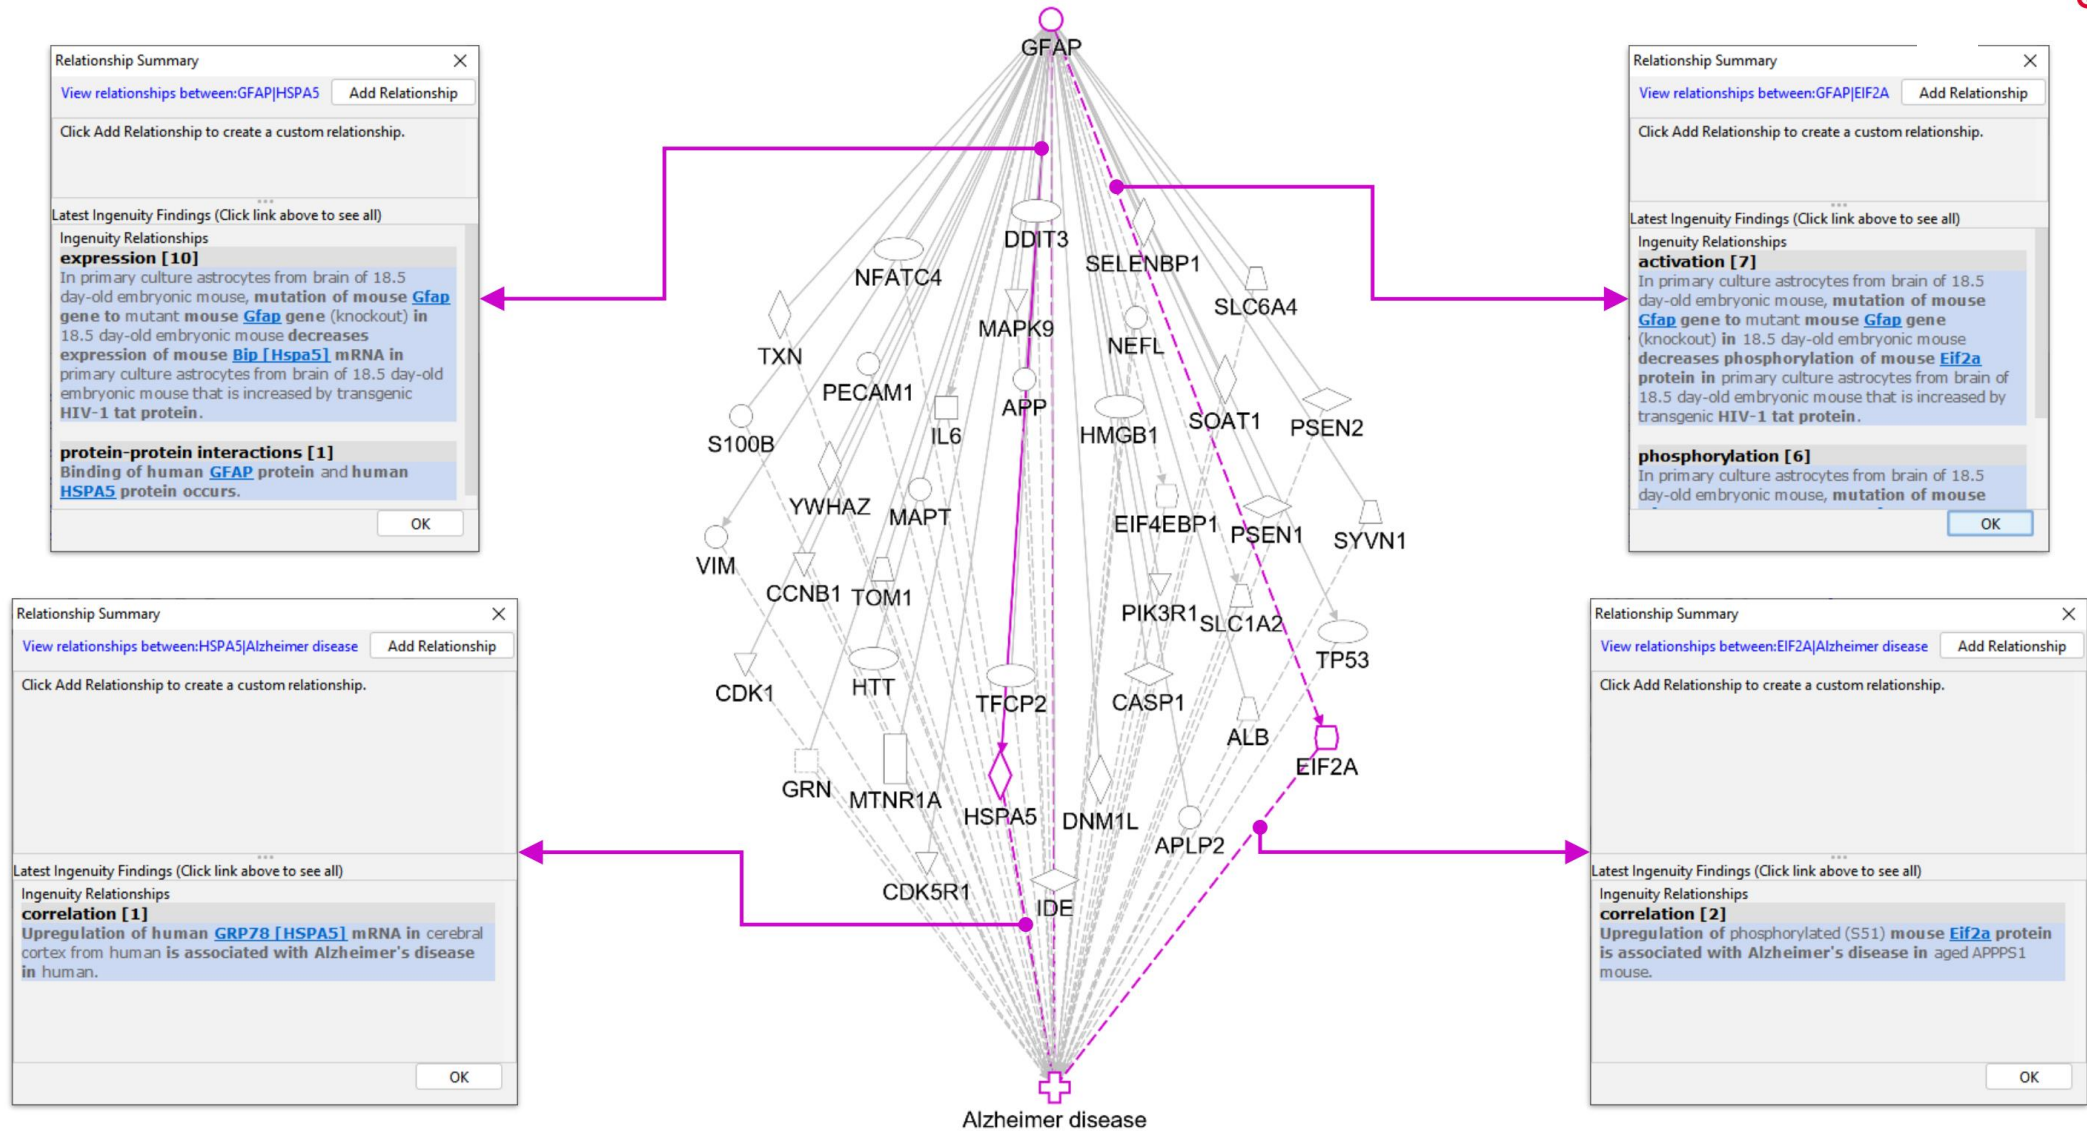 GFAP
Relationship Summary
View relationships between:GFAP|HSPA5
Add Relationship
Click Add Relationship to create a custom relationship.
Latest Ingenuity Findings (Click link above to see all)
Ingenuity Relationships
expression [10]
In primary culture astrocytes from brain of 18.5
day-old embryonic mouse, mutation of mouse Gfap
gene to mutant mouse Gfap gene (knockout) in
18.5 day-old embryonic mouse decreases
expression of mouse Bip [Hspa5] mRNA in
primary culture astrocytes from brain of 18.5 day-old
embryonic mouse that is increased by transgenic
HIV-1 tat protein.
protein-protein interactions [1]
Binding of human GFAP protein and human
HSPA5 protein occurs.
OK
Relationship Summary
View relationships between:GFAP|EIF2A
Add Relationship
Click Add Relationship to create a custom relationship.
Latest Ingenuity Findings (Click link above to see all)
Ingenuity Relationships
activation [7]
In primary culture astrocytes from brain of 18.5
day-old embryonic mouse, mutation of mouse
Gfap gene to mutant mouse Gfap gene
(knockout) in 18.5 day-old embryonic mouse
decreases phosphorylation of mouse Eif2a
protein in primary culture astrocytes from brain of
18.5 day-old embryonic mouse that is increased by
transgenic HIV-1 tat protein.
phosphorylation [6]
In primary culture astrocytes from brain of 18.5
day-old embryonic mouse, mutation of mouse
OK
DDIT3
NFATC4
SELENBP1
SLC6A4
MAPK9
TXN
NEFL
PECAM1
APP
IL6
HMGB1
SOAT1
PSEN2
S100B
YWHAZ
MAPT
EIF4EBP1
PSEN1
SYVN1
VIM
CCNB1
TOM1
PIK3R1
SLC1A2
TP53
CDK1
HTT
TFCP2
CASP1
ALB
EIF2A
GRN
MTNR1A
HSPA5
DNM1L
APLP2
CDK5R1
IDE
Alzheimer disease
Relationship Summary
View relationships between:HSPA5|Alzheimer disease
Add Relationship
Click Add Relationship to create a custom relationship.
Latest Ingenuity Findings (Click link above to see all)
Ingenuity Relationships
correlation [1]
Upregulation of human GRP78 [HSPA5] mRNA in cerebral
cortex from human is associated with Alzheimer's disease
in human.
OK
Relationship Summary
View relationships between:EIF2A|Alzheimer disease
Add Relationship
Click Add Relationship to create a custom relationship.
Latest Ingenuity Findings (Click link above to see all)
Ingenuity Relationships
correlation [2]
Upregulation of phosphorylated (S51) mouse Eif2a protein
is associated with Alzheimer's disease in aged APPPS1
mouse.
OK